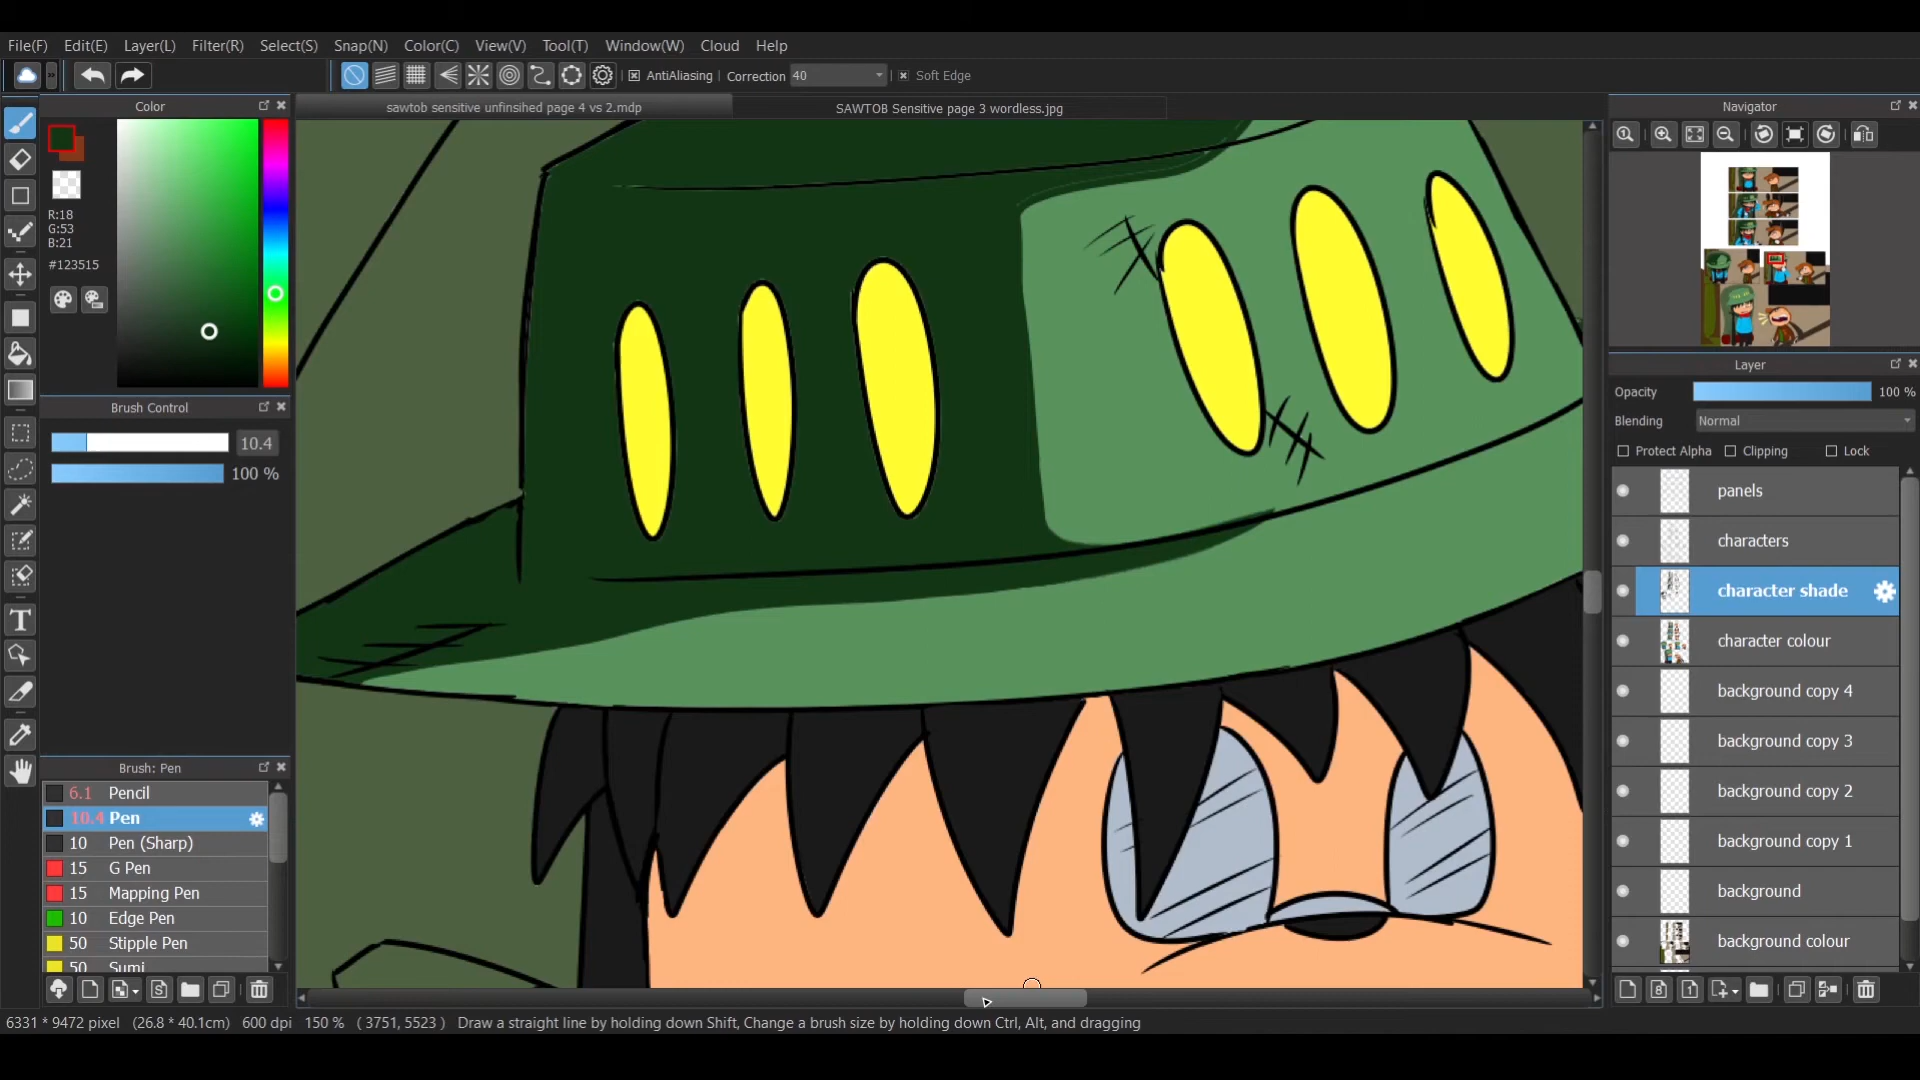 File(F) Edit(E) Layer(L) Filter(R) Select(S) Snap(N) Color(C) View(V) Tool(T) Window(W) Cloud Help
AntiAliasing Correction 40 Soft Edge
Color
sawtob sensitive unfinsihed page 4 vs 2.mdp
SAWTOB Sensitive page 3 wordless.jpg
Navigator
R:18
G:53
B:21
#123515
Brush Control
10.4
100 %
Layer
Opacity 100 %
Blending Normal
Protect Alpha Clipping Lock
panels
characters
character shade
character colour
background copy 4
background copy 3
background copy 2
background copy 1
background
background colour
Brush: Pen
6.1 Pencil
10.4 Pen
10 Pen (Sharp)
15 G Pen
15 Mapping Pen
10 Edge Pen
50 Stipple Pen
50 Sumi
6331 * 9472 pixel (26.8 * 40.1cm) 600 dpi 150 % ( 3751, 5523 ) Draw a straight line by holding down Shift, Change a brush size by holding down Ctrl, Alt, and dragging